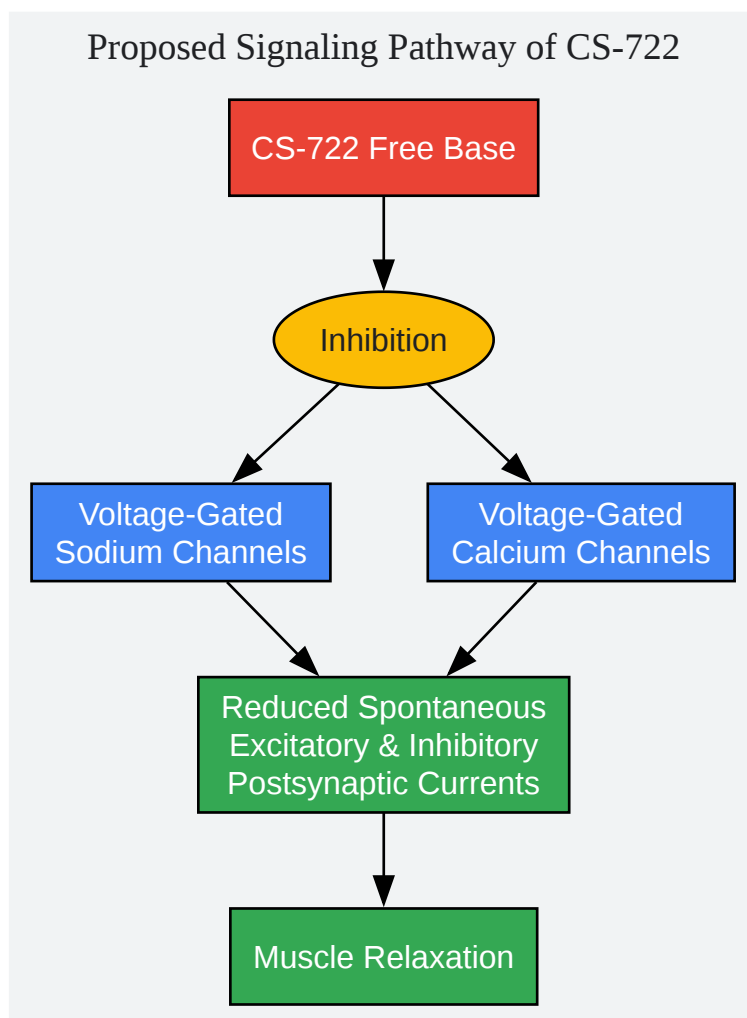 Proposed Signaling Pathway of CS-722
CS-722 Free Base
Inhibition
Voltage-Gated
Sodium Channels
Voltage-Gated
Calcium Channels
Reduced Spontaneous
Excitatory & Inhibitory
Postsynaptic Currents
Muscle Relaxation